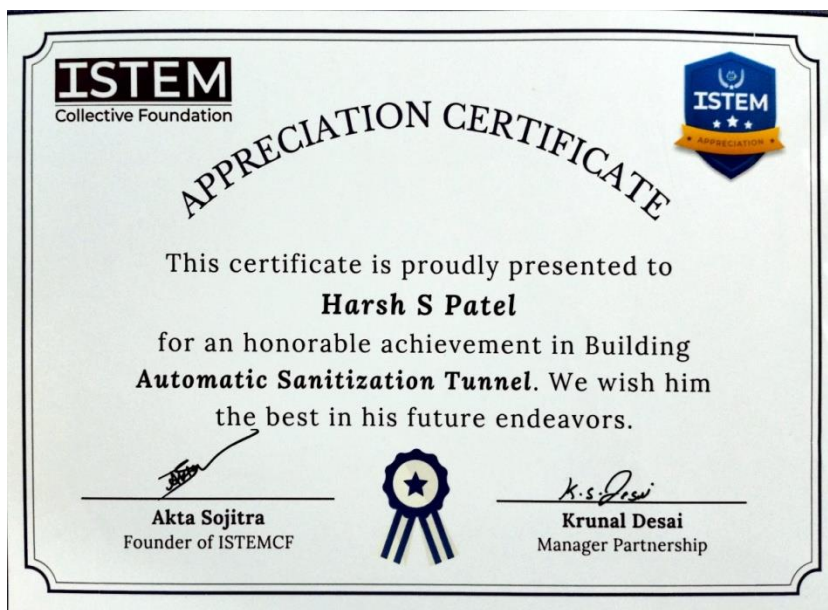 ISTEM
Collective Foundation
ISTEM
APPRECIATION
APPRECIATION CERTIFICATE
This certificate is proudly presented to
Harsh S Patel
for an honorable achievement in Building
Automatic Sanitization Tunnel. We wish him
the best in his future endeavors.
K.S.Desai
Akta Sojitra
Founder of ISTEMCF
Krunal Desai
Manager Partnership